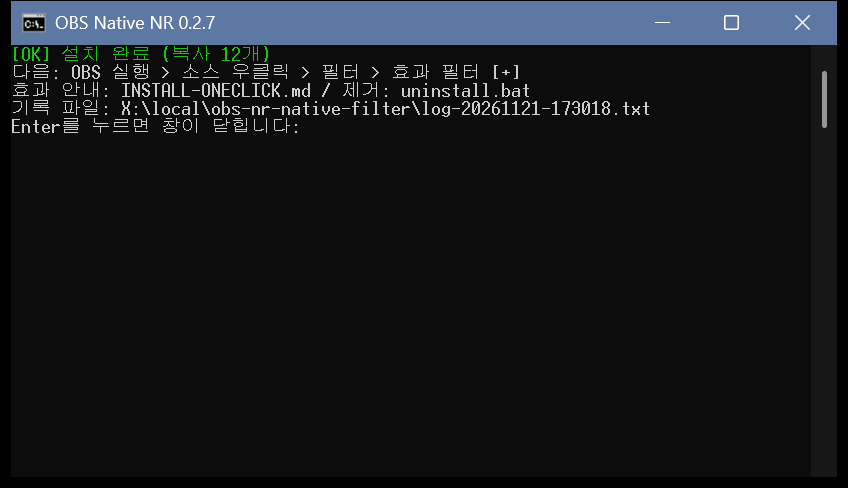 OBS Native NR 0.2.7
[OK] 설치 완료 (복사 12개)
다음: OBS 실행 > 소스 우클릭 > 필터 > 효과 필터 [+]
효과 안내: INSTALL-ONECLICK.md / 제거: uninstall.bat
기록 파일: X:\local\obs-nr-native-filter\log-20261121-173018.txt
Enter를 누르면 창이 닫힙니다: